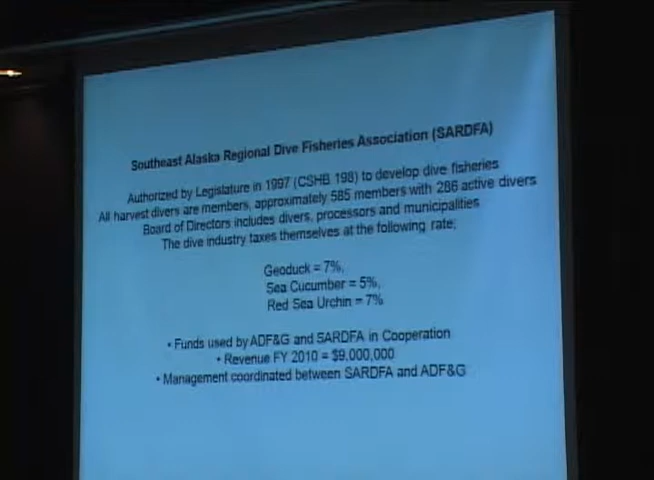 Southeast Alaska Regional Dive Fisheries Association (SARDFA)
Authorized by Legislature in 1997 (CSHB 198) to develop dive fisheries
All harvest divers are members, approximately 585 members with 286 active divers
Board of Directors includes divers, processors and municipalities
The dive industry taxes themselves at the following rate;
Geoduck = 7%,
Sea Cucumber = 5%,
Red Sea Urchin = 7%
• Funds used by ADF&G and SARDFA in Cooperation
• Revenue FY 2010 = $9,000,000
• Management coordinated between SARDFA and ADF&G